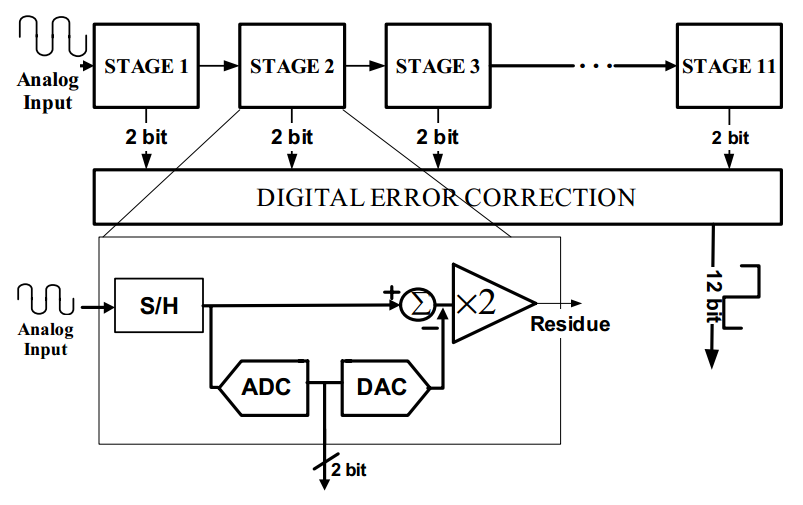 STAGE 1
STAGE 2
STAGE 3
. . .
STAGE 11
Analog
Input
2 bit
2 bit
2 bit
2 bit
DIGITAL ERROR CORRECTION
12 bit
S/H
+
Σ
−
×2
Analog
Input
Residue
ADC
DAC
2 bit